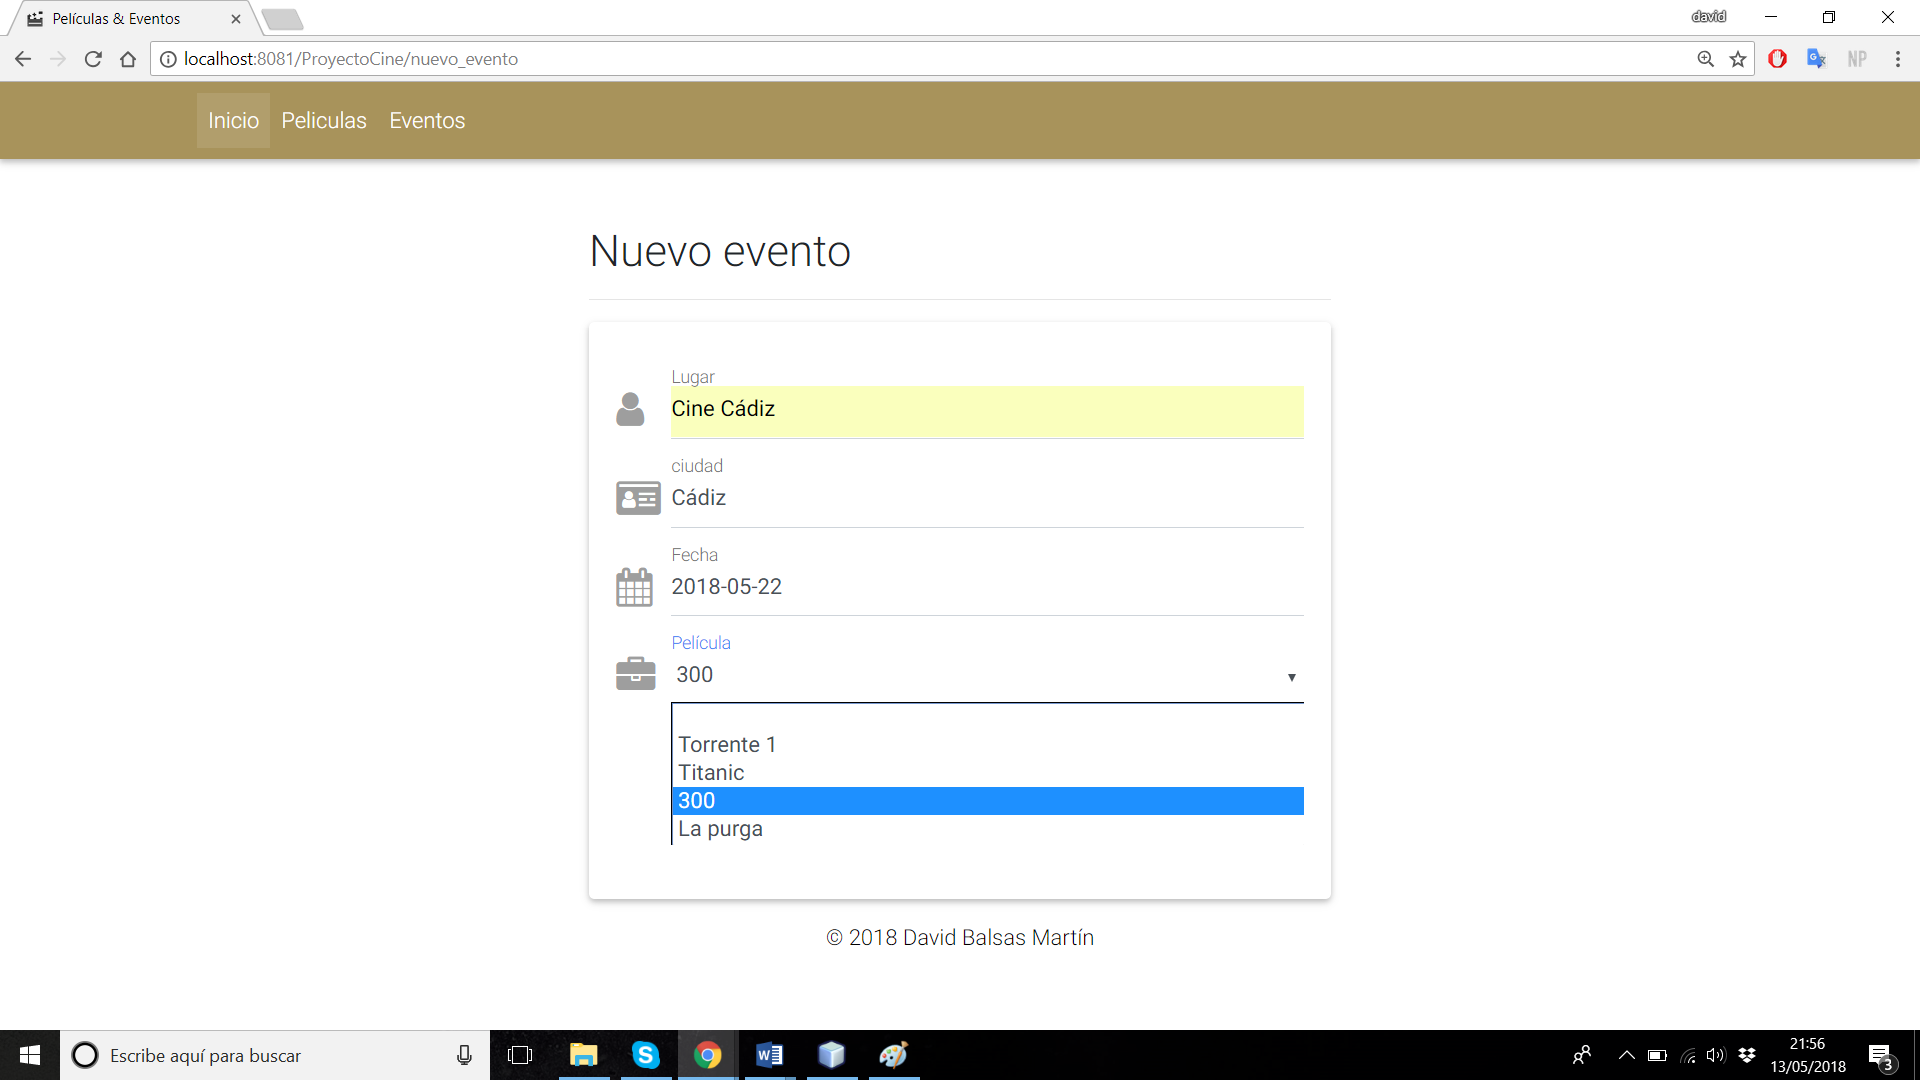 Películas & Eventos
david
localhost:8081/ProyectoCine/nuevo_evento
NP
Inicio Peliculas Eventos
Nuevo evento
Lugar
Cine Cádiz
ciudad
Cádiz
Fecha
2018-05-22
Película
300
Torrente 1
Titanic
300
La purga
© 2018 David Balsas Martín
Escribe aquí para buscar
21:56
13/05/2018
3